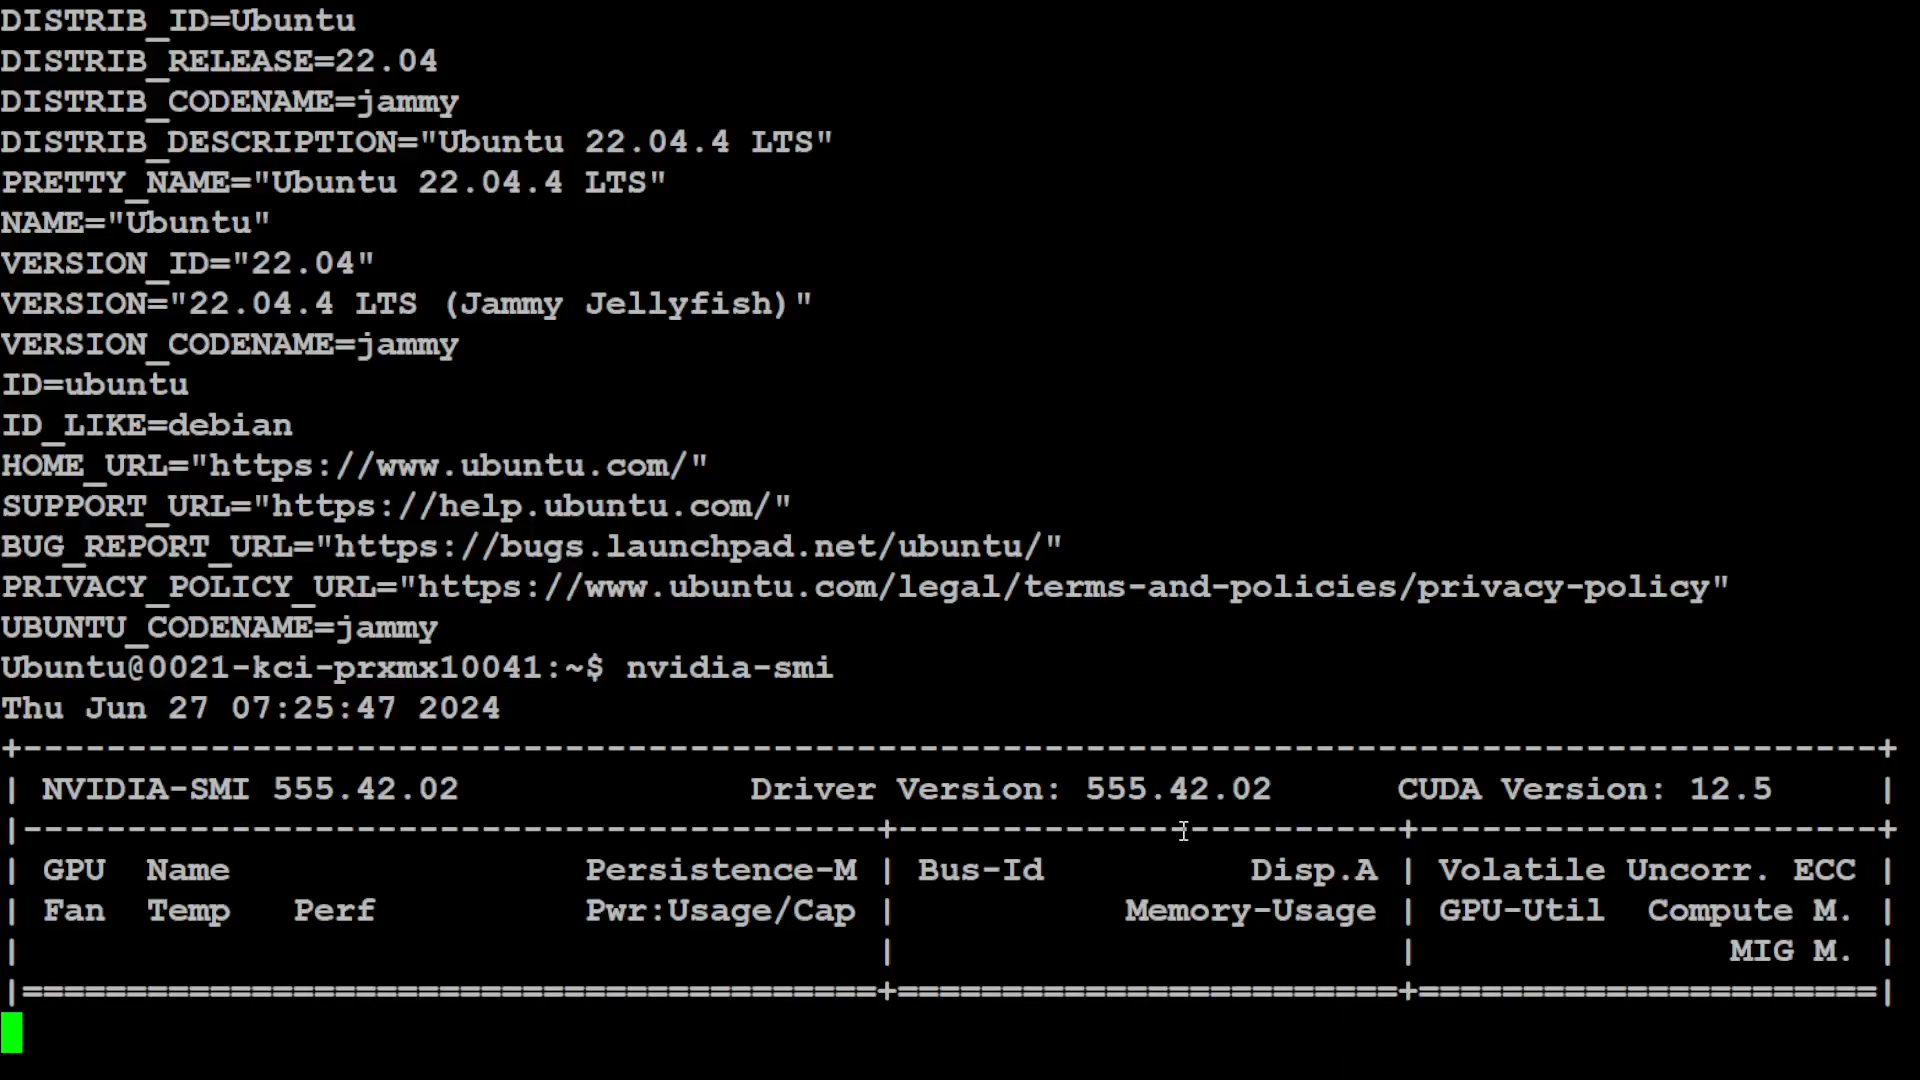 DISTRIB_ID=Ubuntu
DISTRIB_RELEASE=22.04
DISTRIB_CODENAME=jammy
DISTRIB_DESCRIPTION="Ubuntu 22.04.4 LTS"
PRETTY_NAME="Ubuntu 22.04.4 LTS"
NAME="Ubuntu"
VERSION_ID="22.04"
VERSION="22.04.4 LTS (Jammy Jellyfish)"
VERSION_CODENAME=jammy
ID=ubuntu
ID_LIKE=debian
HOME_URL="https://www.ubuntu.com/"
SUPPORT_URL="https://help.ubuntu.com/"
BUG_REPORT_URL="https://bugs.launchpad.net/ubuntu/"
PRIVACY_POLICY_URL="https://www.ubuntu.com/legal/terms-and-policies/privacy-policy"
UBUNTU_CODENAME=jammy
Ubuntu@0021-kci-prxmx10041:~$ nvidia-smi
Thu Jun 27 07:25:47 2024
+-----------------------------------------------------------------------------------------+
| NVIDIA-SMI 555.42.02              Driver Version: 555.42.02      CUDA Version: 12.5     |
|-----------------------------------------+------------------------+----------------------+
| GPU  Name                 Persistence-M | Bus-Id          Disp.A | Volatile Uncorr. ECC |
| Fan  Temp   Perf          Pwr:Usage/Cap |           Memory-Usage | GPU-Util  Compute M. |
|                                         |                        |               MIG M. |
|=========================================+========================+======================|